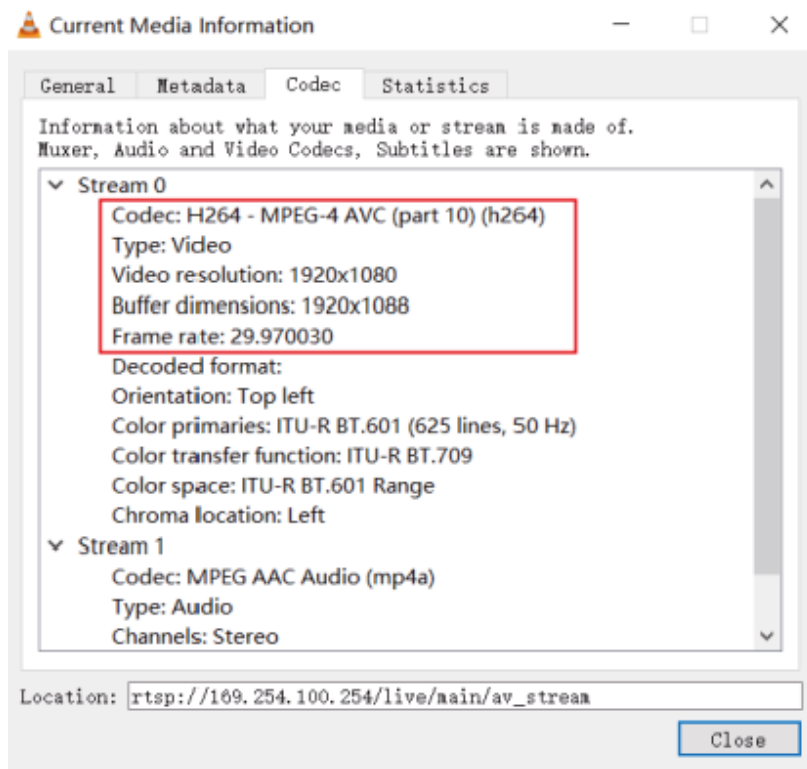 Current Media Information
General Metadata Codec Statistics
Information about what your media or stream is made of.
Muxer, Audio and Video Codecs, Subtitles are shown.
Stream 0
Codec: H264 - MPEG-4 AVC (part 10) (h264)
Type: Video
Video resolution: 1920x1080
Buffer dimensions: 1920x1088
Frame rate: 29.970030
Decoded format:
Orientation: Top left
Color primaries: ITU-R BT.601 (625 lines, 50 Hz)
Color transfer function: ITU-R BT.709
Color space: ITU-R BT.601 Range
Chroma location: Left
Stream 1
Codec: MPEG AAC Audio (mp4a)
Type: Audio
Channels: Stereo
Location: rtsp://169.254.100.254/live/main/av_stream
Close